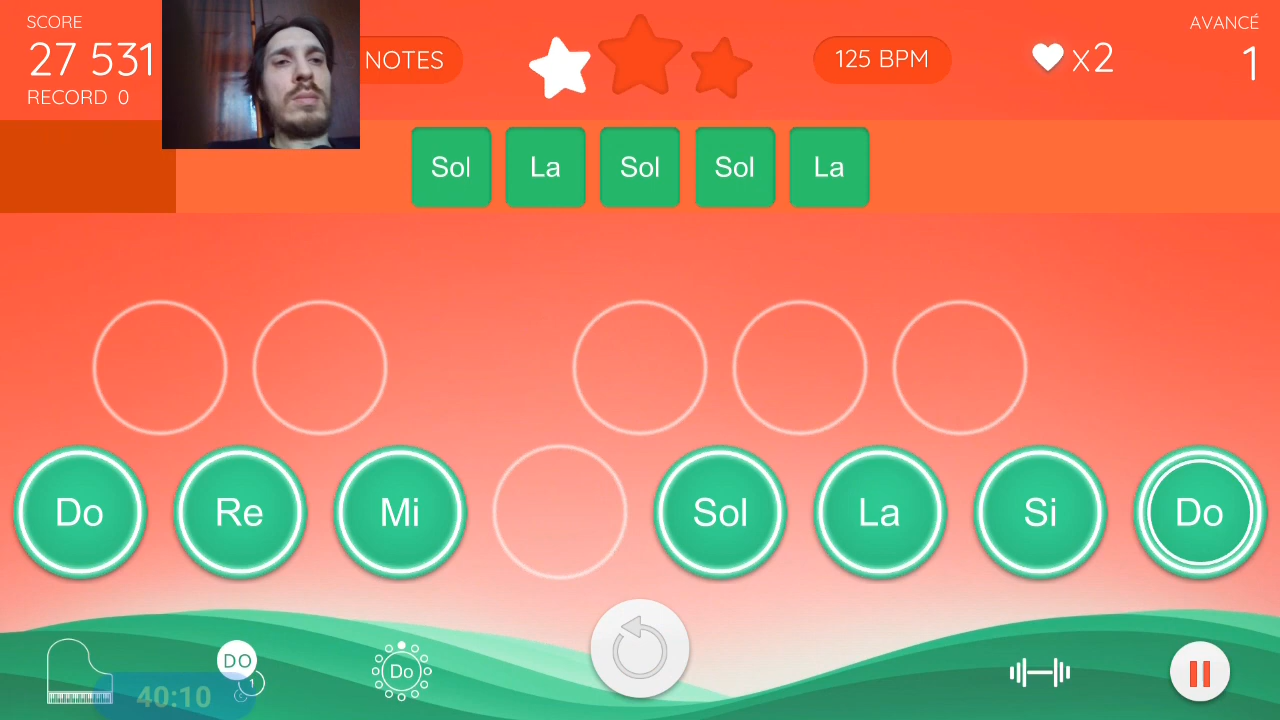 SCORE
27 531
RECORD 0
NOTES
125 BPM
x2
AVANCÉ
1
Sol La Sol Sol La
Do Re Mi Sol La Si Do
DO
1
Do
40:10